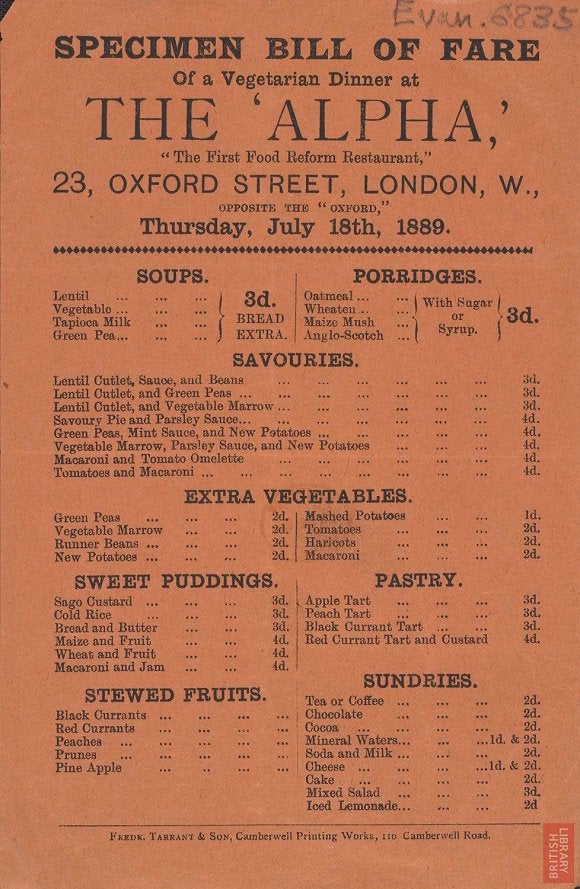 Evan.6835
SPECIMEN BILL OF FARE
Of a Vegetarian Dinner at
THE ‘ALPHA,’
“The First Food Reform Restaurant,”
23, OXFORD STREET, LONDON, W.,
OPPOSITE THE “OXFORD,”
Thursday, July 18th, 1889.
SOUPS.
Lentil ... ... ...
Vegetable ... ... ...
Tapioca Milk ... ...
Green Pea... ... ...
3d.
BREAD
EXTRA.
PORRIDGES.
Oatmeal ... ...
Wheaten .. ...
Maize Mush ...
Anglo-Scotch ...
With Sugar
or
Syrup.
3d.
SAVOURIES.
Lentil Cutlet, Sauce, and Beans ... ... ... ... ... ... 3d.
Lentil Cutlet, and Green Peas ... ... ... ... ... ... ... 3d.
Lentil Cutlet, and Vegetable Marrow ... ... ... ... ... ... 3d.
Savoury Pie and Parsley Sauce... ... ... ... ... ... ... 4d.
Green Peas, Mint Sauce, and New Potatoes ... ... ... ... ... 4d.
Vegetable Marrow, Parsley Sauce, and New Potatoes ... ... ... 4d.
Macaroni and Tomato Omelette ... ... ... ... ... ... 4d.
Tomatoes and Macaroni ... ... ... ... ... ... ... ... 4d.
EXTRA VEGETABLES.
Green Peas ... ... ... 2d.
Vegetable Marrow ... ... 2d.
Runner Beans ... ... ... 2d.
New Potatoes ... ... ... 2d.
Mashed Potatoes ... ... 1d.
Tomatoes ... ... ... 2d.
Haricots ... ... ... 2d.
Macaroni ... ... ... 2d.
SWEET PUDDINGS.
Sago Custard ... ... ... 3d.
Cold Rice ... ... ... 3d.
Bread and Butter ... ... 3d.
Maize and Fruit ... ... 4d.
Wheat and Fruit ... ... 4d.
Macaroni and Jam ... ... 4d.
PASTRY.
Apple Tart ... ... ... 3d.
Peach Tart ... ... ... 3d.
Black Currant Tart ... ... 3d.
Red Currant Tart and Custard 4d.
STEWED FRUITS.
Black Currants ... ... ... ...
Red Currants ... ... ... ...
Peaches ... ... ... ... ...
Prunes ... ... ... ... ...
Pine Apple ... ... ... ...
SUNDRIES.
Tea or Coffee ... ... ... 2d.
Chocolate ... ... ... 2d.
Cocoa ... ... ... ... 2d.
Mineral Waters... ... ...1d. & 2d.
Soda and Milk ... ... ... 2d.
Cheese ... ... ... ...1d. & 2d.
Cake ... ... ... ... 2d.
Mixed Salad ... ... ... 3d.
Iced Lemonade... ... ... 2d
FREDK. TARRANT & SON, Camberwell Printing Works, 110 Camberwell Road.
BRITISH
LIBRARY